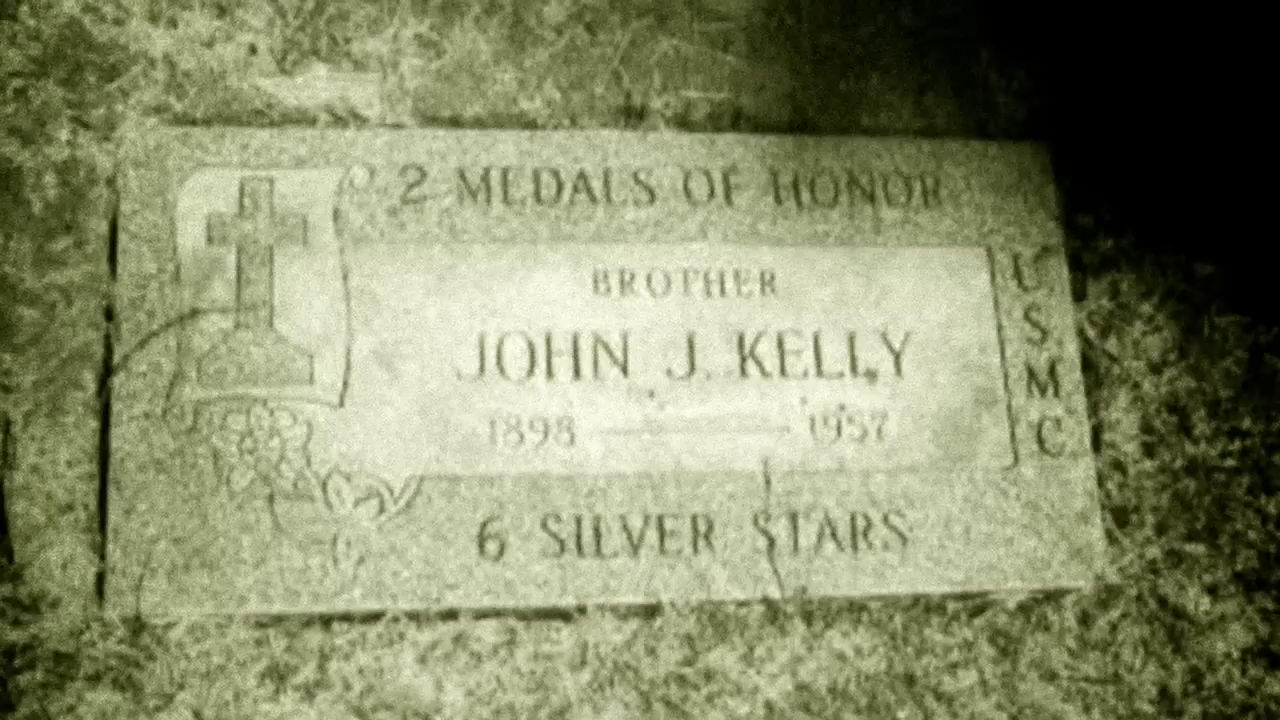 2 MEDALS OF HONOR
BROTHER
JOHN J. KELLY
1898 — 1957
6 SILVER STARS
USMC